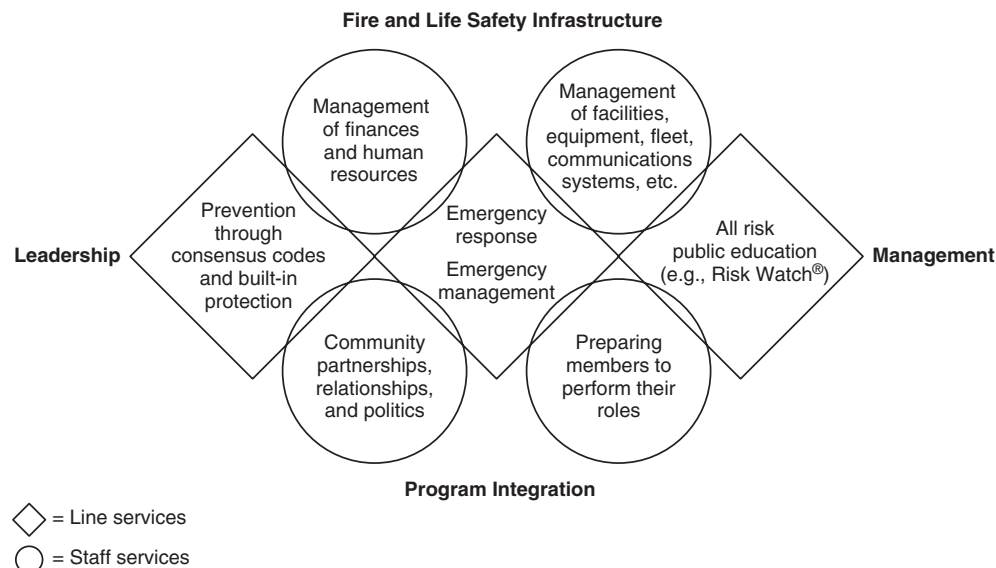 Fire and Life Safety Infrastructure
Management
of finances
and human
resources
Management
of facilities,
equipment, fleet,
communications
systems, etc.
Leadership
Prevention
through
consensus codes
and built-in
protection
Emergency
response
Emergency
management
All risk
public education
(e.g., Risk Watch®)
Management
Community
partnerships,
relationships,
and politics
Preparing
members to
perform their
roles
Program Integration
= Line services
= Staff services